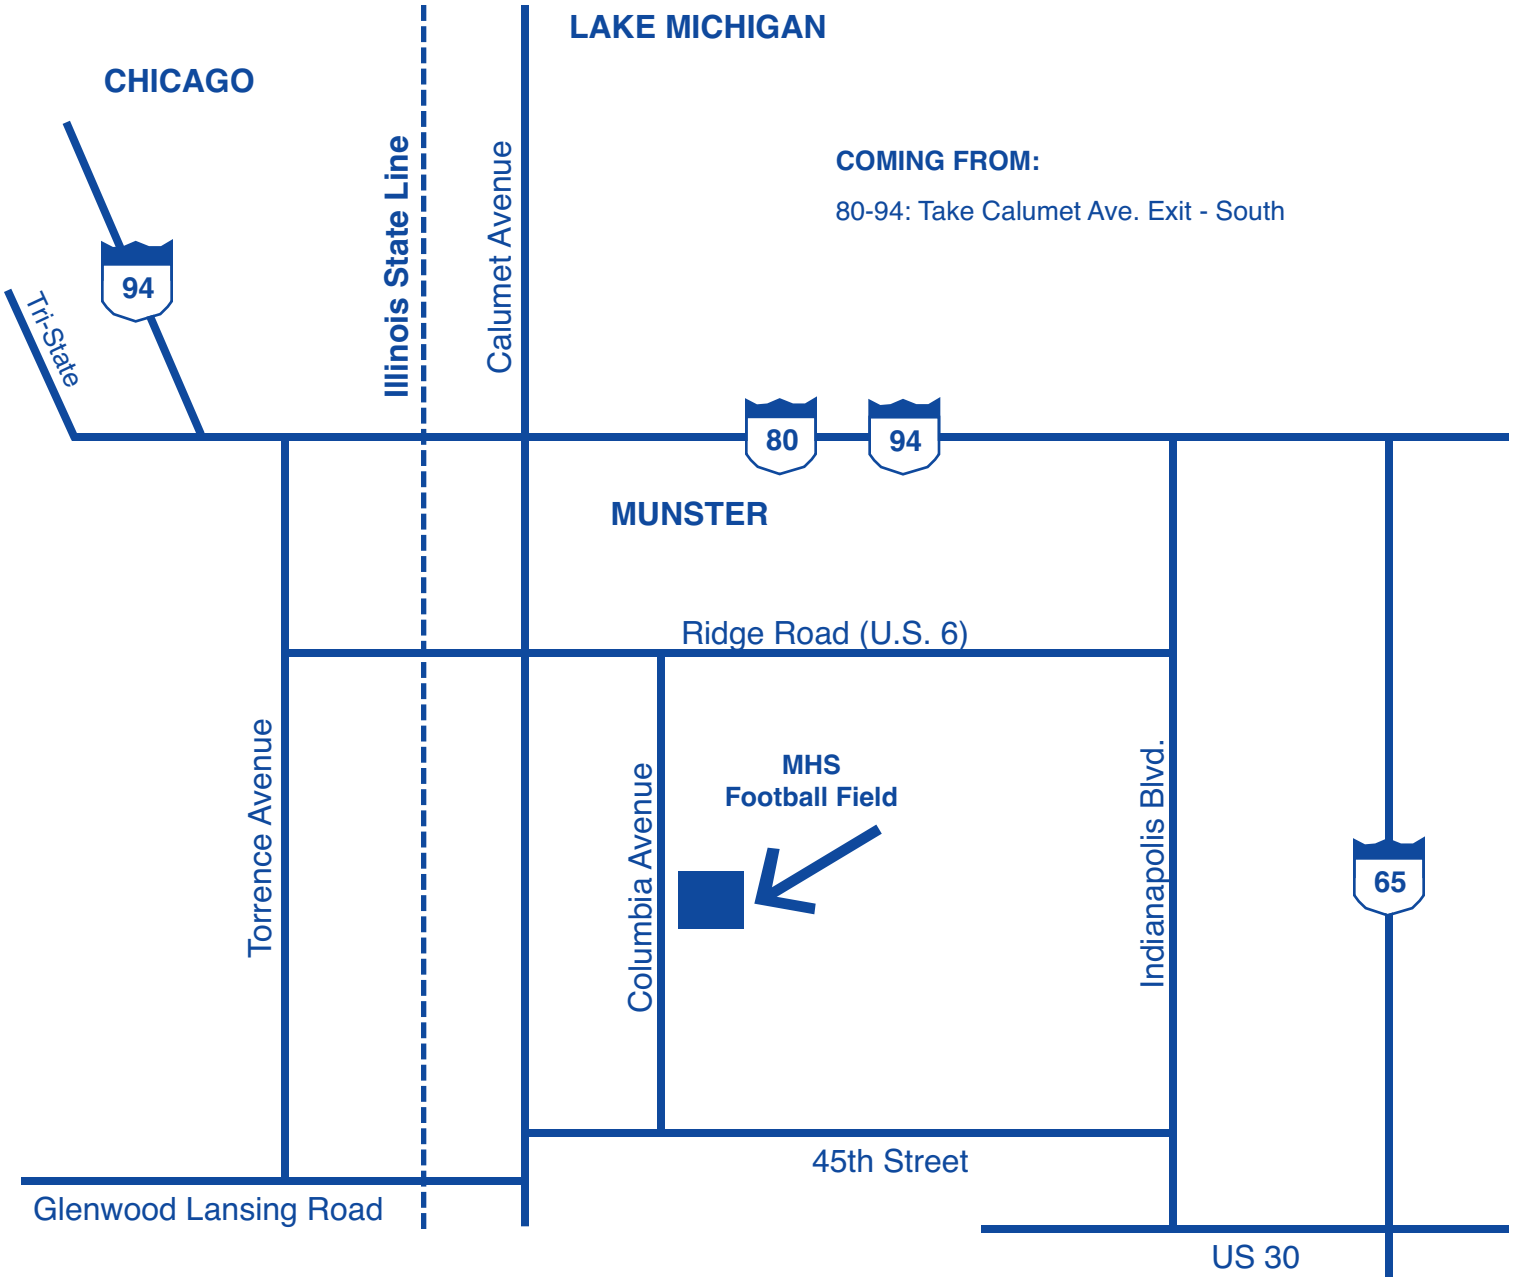 LAKE MICHIGAN
CHICAGO
Illinois State Line
Calumet Avenue
COMING FROM:
80-94: Take Calumet Ave. Exit - South
94
Tri-State
80
94
MUNSTER
Ridge Road (U.S. 6)
Torrence Avenue
Columbia Avenue
MHS
Football Field
Indianapolis Blvd.
65
45th Street
Glenwood Lansing Road
US 30